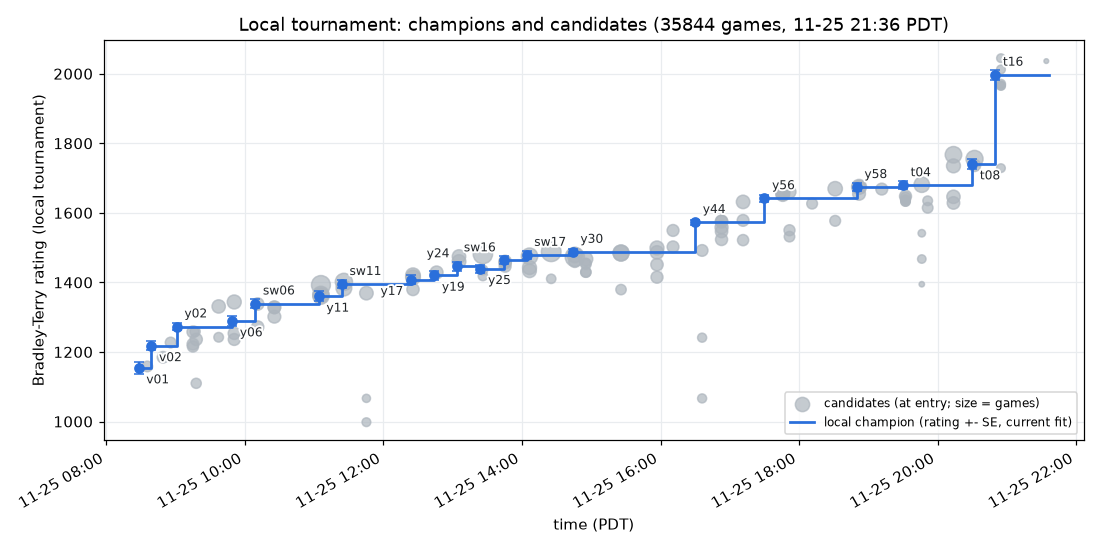 Local tournament: champions and candidates (35844 games, 11-25 21:36 PDT)
Bradley-Terry rating (local tournament)
2000
1800
1600
1400
1200
1000
v01
v02
y02
y06
sw06
y11
sw11
y17
y24
y19
sw16
y25
sw17
y30
y44
y56
y58
t04
t08
t16
candidates (at entry; size = games)
local champion (rating +- SE, current fit)
11-25 08:00
11-25 10:00
11-25 12:00
11-25 14:00
11-25 16:00
11-25 18:00
11-25 20:00
11-25 22:00
time (PDT)